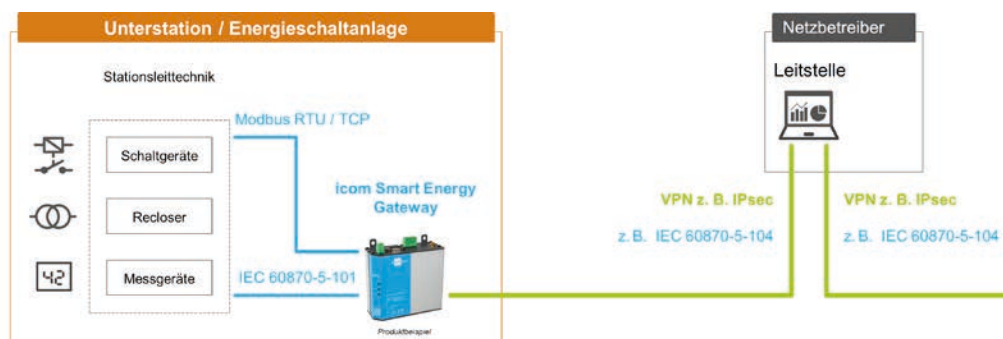 Unterstation / Energieschaltanlage
Netzbetreiber
Leitstelle
Stationsleittechnik
Modbus RTU / TCP
Schaltgeräte
icom Smart Energy
Gateway
Recloser
42
Messgeräte
IEC 60870-5-101
Produktbeispiel
VPN z. B. IPsec
z. B. IEC 60870-5-104
VPN z. B. IPsec
z. B. IEC 60870-5-104